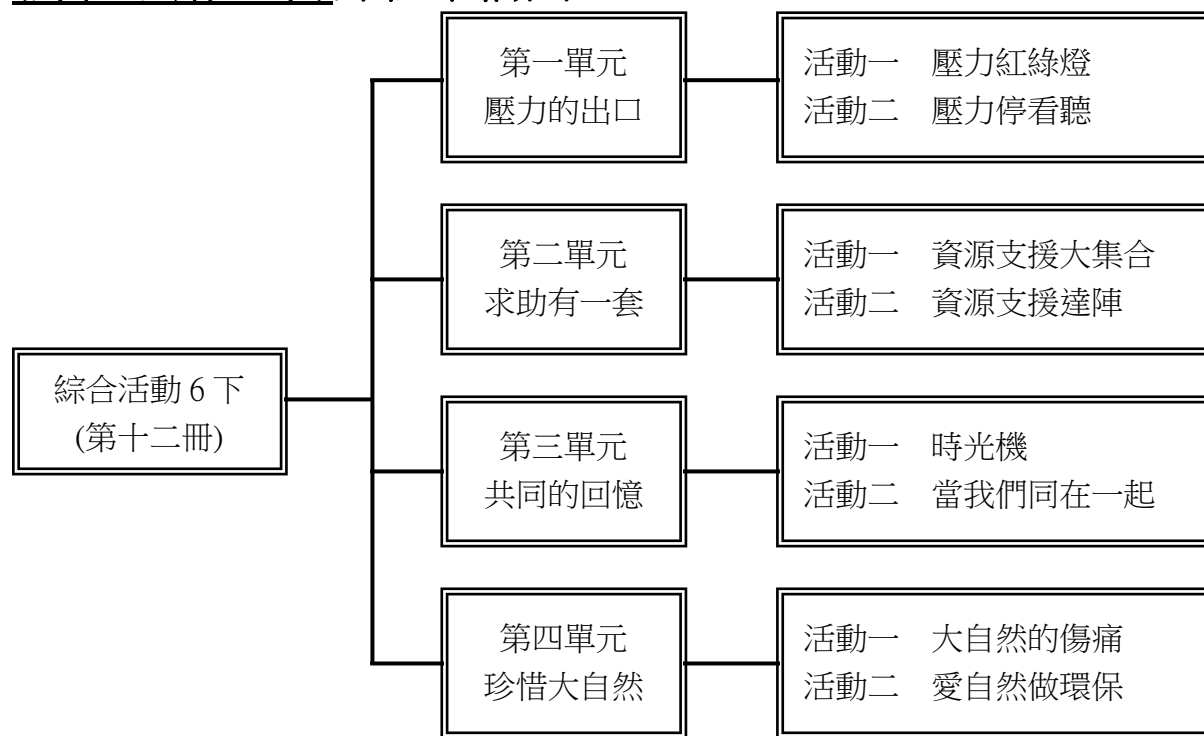 綜合活動 6 下
(第十二冊)
第一單元
壓力的出口
活動一　壓力紅綠燈
活動二　壓力停看聽
第二單元
求助有一套
活動一　資源支援大集合
活動二　資源支援達陣
第三單元
共同的回憶
活動一　時光機
活動二　當我們同在一起
第四單元
珍惜大自然
活動一　大自然的傷痛
活動二　愛自然做環保